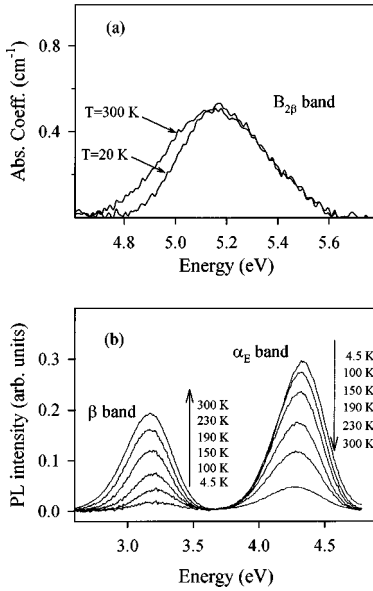 (a)
0.8
0.4
0.0
Abs. Coeff. (cm⁻¹)
T=300 K
T=20 K
B₂β band
4.8 5.0 5.2 5.4 5.6
Energy (eV)
(b)
0.3
0.2
0.1
0.0
PL intensity (arb. units)
β band
300 K
230 K
190 K
150 K
100 K
4.5 K
α_E band
4.5 K
100 K
150 K
190 K
230 K
300 K
3.0 3.5 4.0 4.5
Energy (eV)